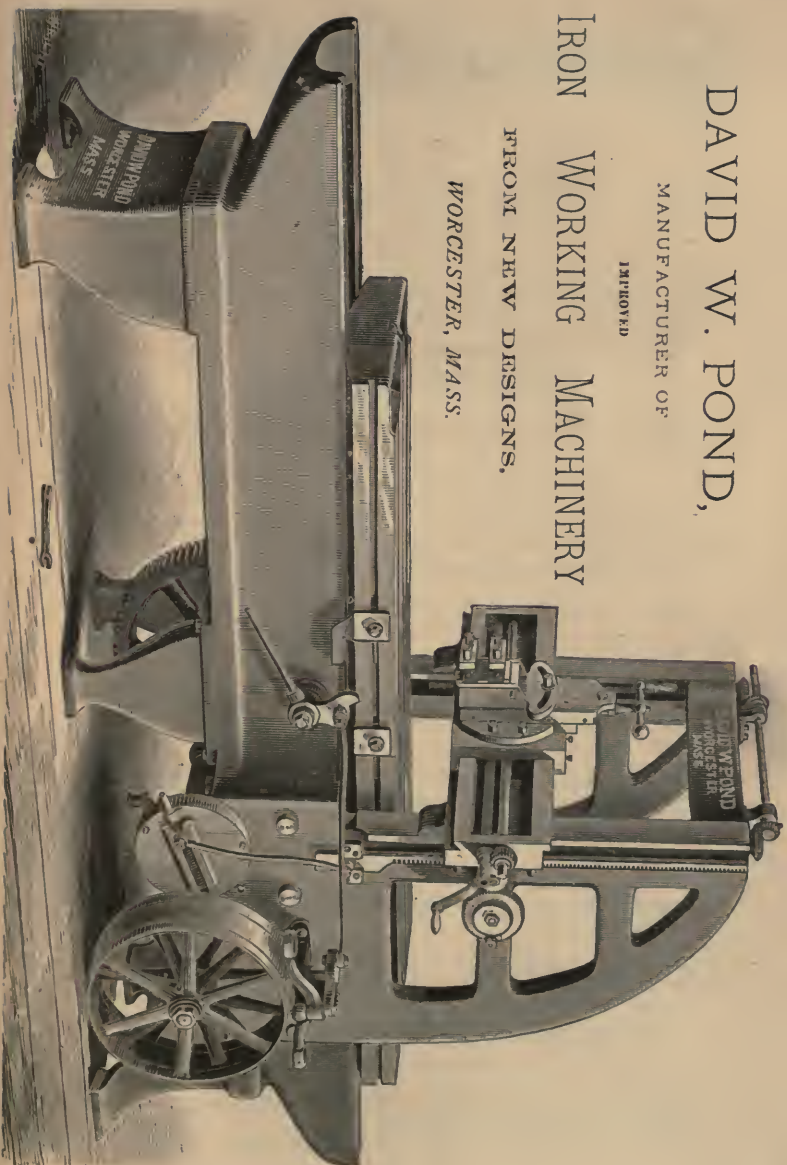 DAVID W. POND,
MANUFACTURER OF
IMPROVED
IRON WORKING MACHINERY
FROM NEW DESIGNS,
WORCESTER, MASS.
DAVID W POND
WORCESTER
MASS
DAVID W POND
WORCESTER
MASS